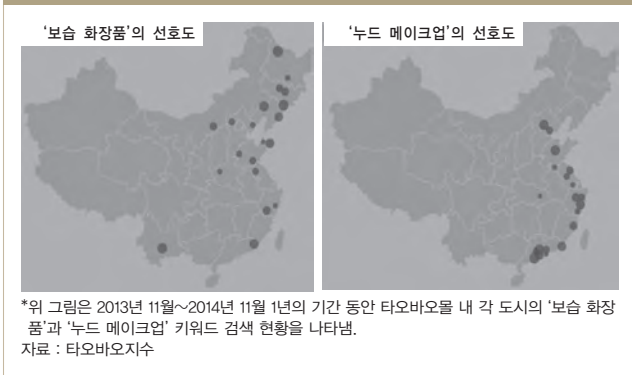 '보습 화장품'의 선호도
'누드 메이크업'의 선호도
*위 그림은 2013년 11월~2014년 11월 1년의 기간 동안 타오바오몰 내 각 도시의 '보습 화장
품'과 '누드 메이크업' 키워드 검색 현황을 나타냄.
자료 : 타오바오지수